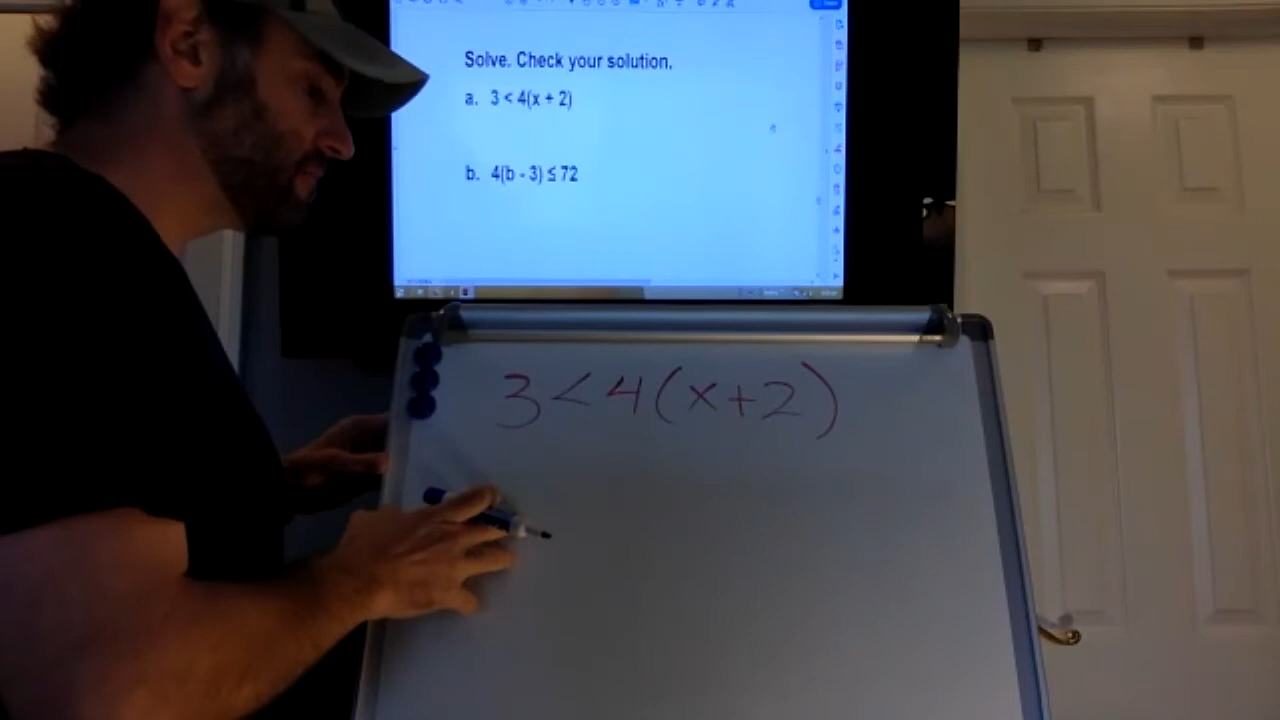 Solve. Check your solution.
a. 3 < 4(x + 2)
b. 4(b - 3) ≤ 72
3<4(x+2)